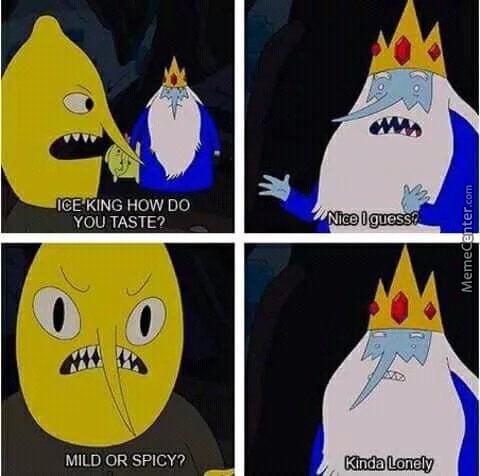 ICE KING HOW DO
YOU TASTE?
Nice I guess?
MILD OR SPICY?
Kinda Lonely
MemeCenter.com